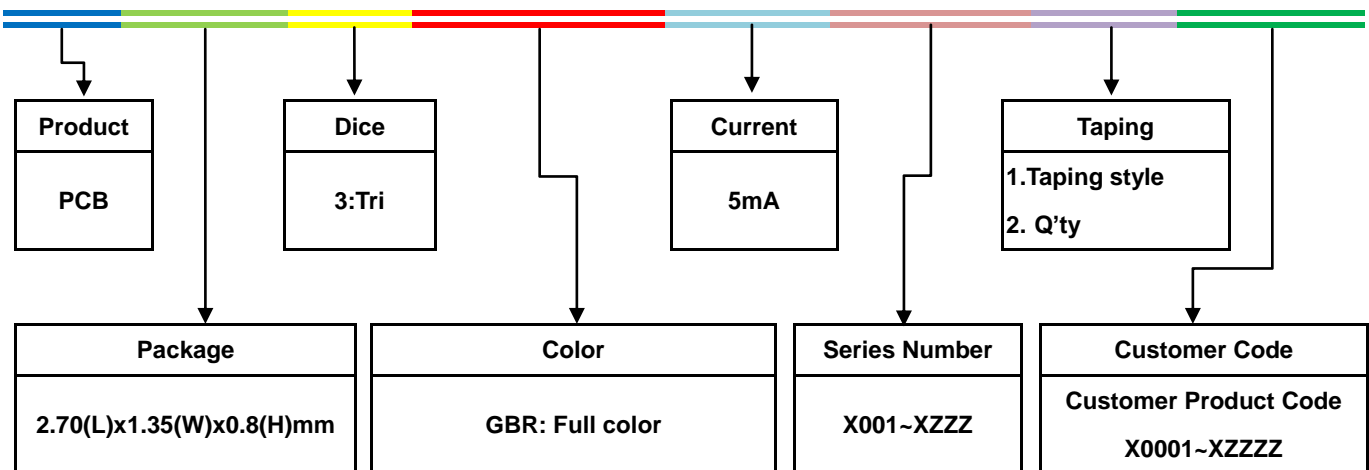 Product
PCB
Dice
3:Tri
Current
5mA
Taping
1.Taping style
2. Q’ty
Package
2.70(L)x1.35(W)x0.8(H)mm
Color
GBR: Full color
Series Number
X001~XZZZ
Customer Code
Customer Product Code
X0001~XZZZZ